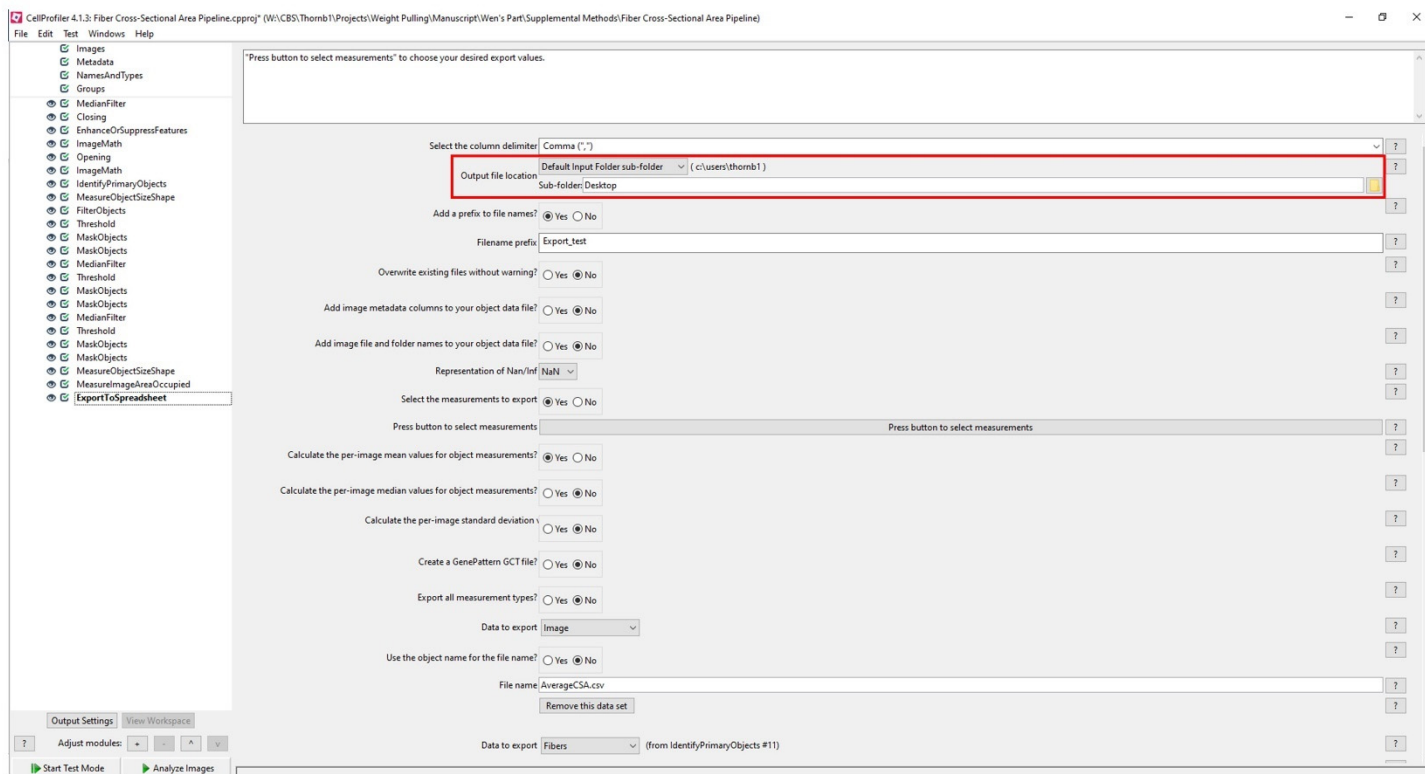 CellProfiler 4.1.3: Fiber Cross-Sectional Area Pipeline.cpproj* (W:\CBS\Thornb1\Projects\Weight Pulling\Manuscript\Wen's Part\Supplemental Methods\Fiber Cross-Sectional Area Pipeline)
File Edit Test Windows Help
Images
Metadata
NamesAndTypes
Groups
MedianFilter
Closing
EnhanceOrSuppressFeatures
ImageMath
Opening
ImageMath
IdentifyPrimaryObjects
MeasureObjectSizeShape
FilterObjects
Threshold
MaskObjects
MaskObjects
MedianFilter
Threshold
MaskObjects
MaskObjects
MedianFilter
Threshold
MaskObjects
MaskObjects
MeasureObjectSizeShape
MeasureImageAreaOccupied
ExportToSpreadsheet
Output Settings View Workspace
? Adjust modules: + - ^ v
Start Test Mode Analyze Images
"Press button to select measurements" to choose your desired export values.
Select the column delimiter Comma (",") ?
Output file location Default Input Folder sub-folder ( c:\users\thornb1 ) ?
Sub-folder: Desktop
Add a prefix to file names? Yes No ?
Filename prefix Export_test ?
Overwrite existing files without warning? Yes No ?
Add image metadata columns to your object data file? Yes No ?
Add image file and folder names to your object data file? Yes No ?
Representation of Nan/Inf NaN ?
Select the measurements to export Yes No ?
Press button to select measurements Press button to select measurements ?
Calculate the per-image mean values for object measurements? Yes No ?
Calculate the per-image median values for object measurements? Yes No ?
Calculate the per-image standard deviation v Yes No ?
Create a GenePattern GCT file? Yes No ?
Export all measurement types? Yes No ?
Data to export Image ?
Use the object name for the file name? Yes No ?
File name AverageCSA.csv ?
Remove this data set ?
Data to export Fibers (from IdentifyPrimaryObjects #11) ?